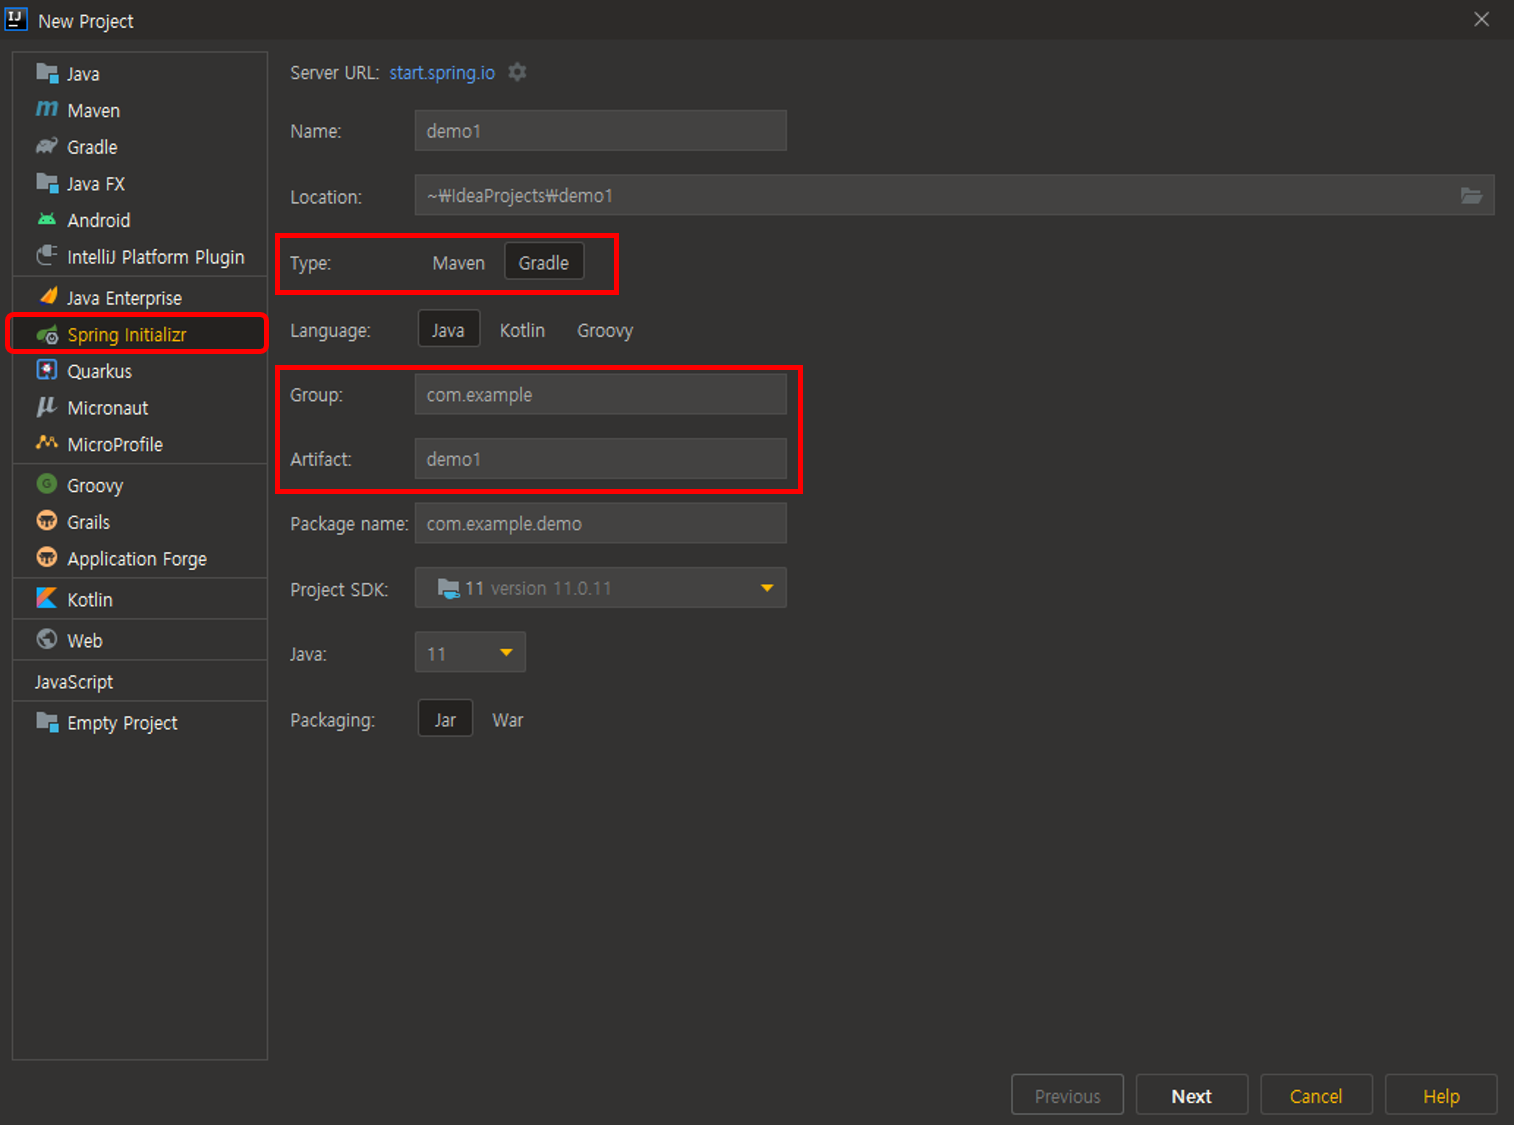 New Project
Java
Maven
Gradle
Java FX
Android
IntelliJ Platform Plugin
Java Enterprise
Spring Initializr
Quarkus
Micronaut
MicroProfile
Groovy
Grails
Application Forge
Kotlin
Web
JavaScript
Empty Project
Server URL: start.spring.io
Name: demo1
Location: ~₩IdeaProjects₩demo1
Type: Maven Gradle
Language: Java Kotlin Groovy
Group: com.example
Artifact: demo1
Package name: com.example.demo
Project SDK: 11 version 11.0.11
Java: 11
Packaging: Jar War
Previous Next Cancel Help